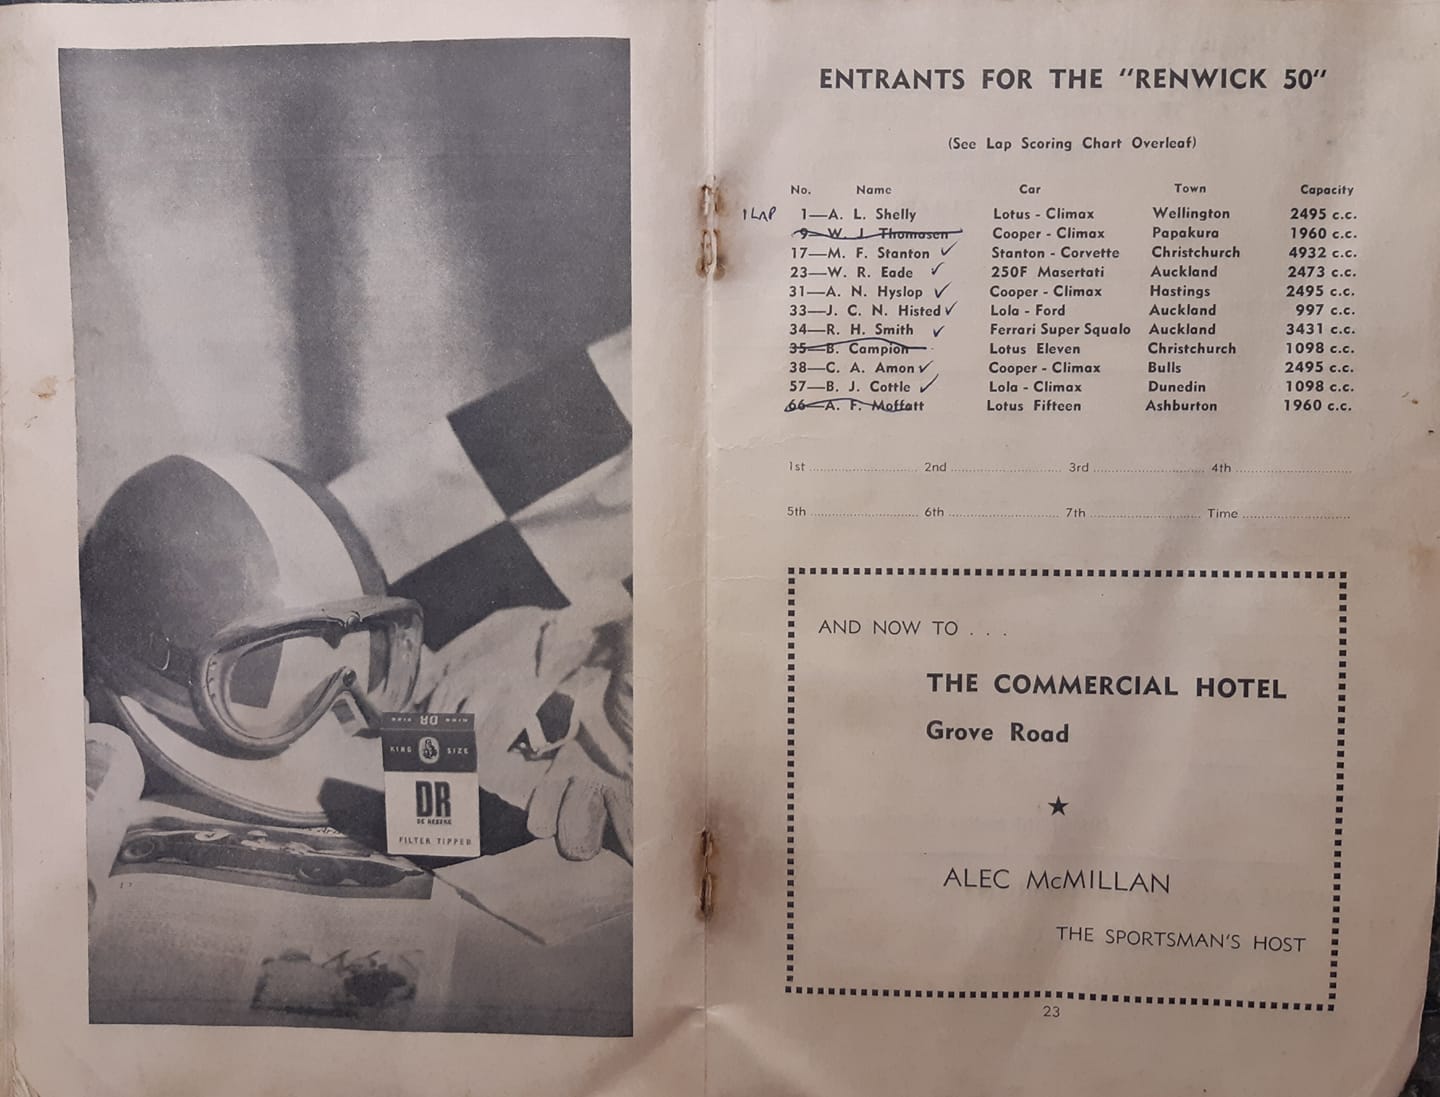 DR
KING SIZE
DR
FILTER TIPPED
ENTRANTS FOR THE "RENWICK 50"
(See Lap Scoring Chart Overleaf)
No. Name Car Town Capacity
1 LAP 1—A. L. Shelly Lotus - Climax Wellington 2495 c.c.
9—W. J. Thomasen Cooper - Climax Papakura 1960 c.c.
17—M. F. Stanton ✓ Stanton - Corvette Christchurch 4932 c.c.
23—W. R. Eade ✓ 250F Masertati Auckland 2473 c.c.
31—A. N. Hyslop ✓ Cooper - Climax Hastings 2495 c.c.
33—J. C. N. Histed ✓ Lola - Ford Auckland 997 c.c.
34—R. H. Smith ✓ Ferrari Super Squalo Auckland 3431 c.c.
35—B. Campion Lotus Eleven Christchurch 1098 c.c.
38—C. A. Amon ✓ Cooper - Climax Bulls 2495 c.c.
57—B. J. Cottle ✓ Lola - Climax Dunedin 1098 c.c.
66—A. F. Moffatt Lotus Fifteen Ashburton 1960 c.c.
1st .......... 2nd .......... 3rd .......... 4th ..........
5th .......... 6th .......... 7th .......... Time ..........
AND NOW TO . . .
THE COMMERCIAL HOTEL
Grove Road
★
ALEC McMILLAN
THE SPORTSMAN'S HOST
23